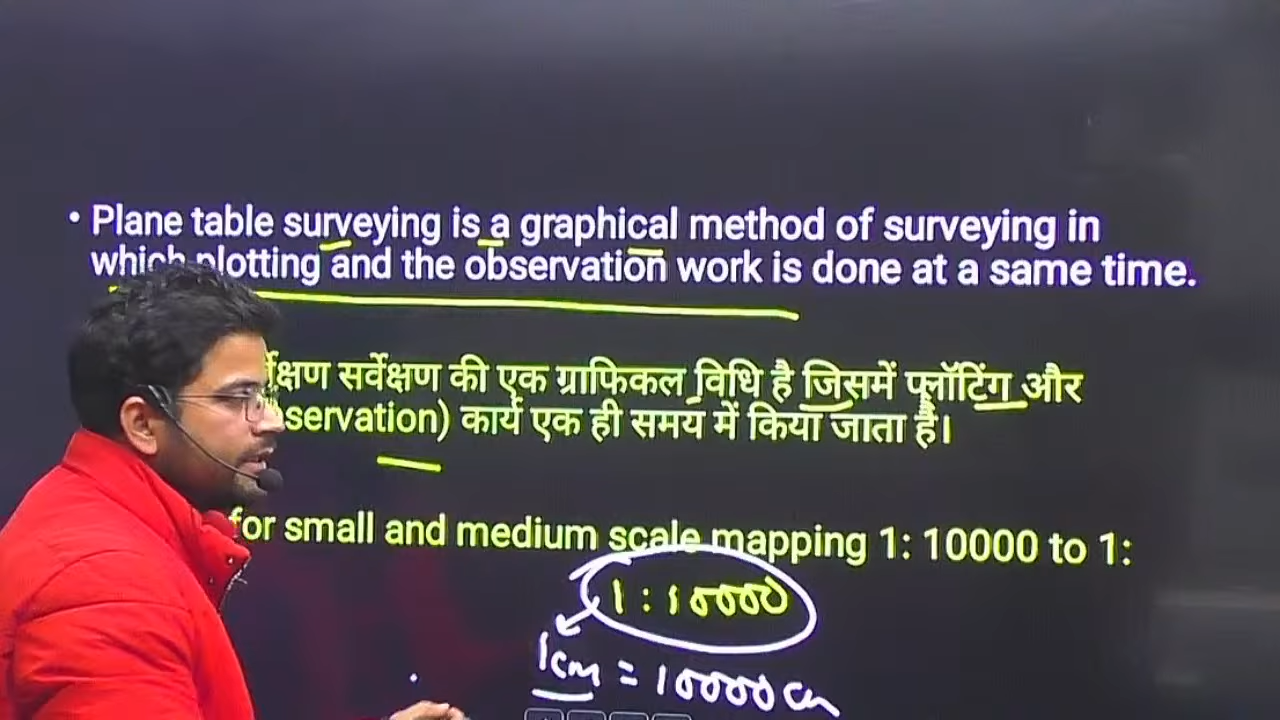 • Plane table surveying is a graphical method of surveying in
which plotting and the observation work is done at a same time.
सर्वेक्षण की एक ग्राफिकल विधि है जिसमें प्लॉटिंग और
कार्य एक ही समय में किया जाता है।
for small and medium scale mapping 1: 10000 to 1:
1 : 10000
1cm = 10000 cm